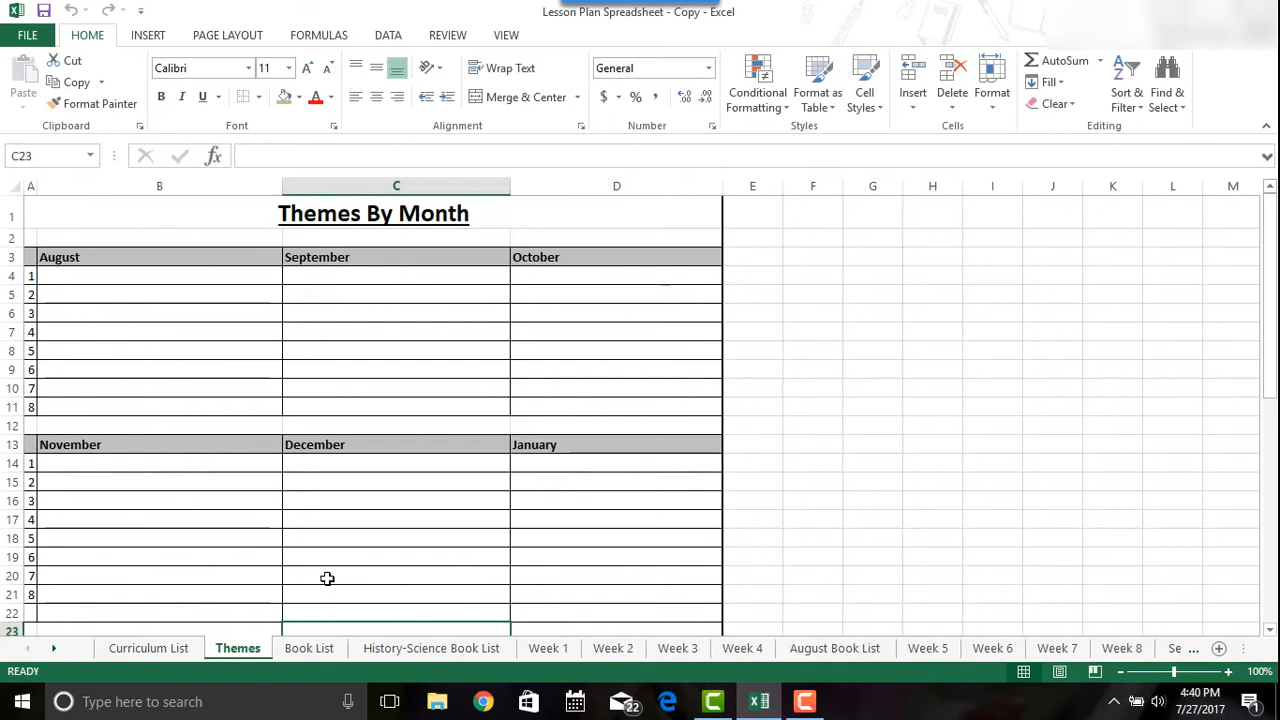 Lesson Plan Spreadsheet - Copy - Excel
FILE HOME INSERT PAGE LAYOUT FORMULAS DATA REVIEW VIEW
Cut
Copy
Format Painter
Paste
Clipboard
Calibri 11
B I U
Font
Wrap Text
Merge & Center
Alignment
General
$ % ,
Number
Conditional Formatting
Format as Table
Cell Styles
Styles
Insert Delete Format
Cells
AutoSum
Fill
Clear
Sort & Filter
Find & Select
Editing
C23 fx
A B C D E F G H I J K L M
1 Themes By Month
2
3 August September October
4 1
5 2
6 3
7 4
8 5
9 6
10 7
11 8
12
13 November December January
14 1
15 2
16 3
17 4
18 5
19 6
20 7
21 8
22
23
Curriculum List Themes Book List History-Science Book List Week 1 Week 2 Week 3 Week 4 August Book List Week 5 Week 6 Week 7 Week 8 Se ...
READY 100%
Type here to search 22 4:40 PM
7/27/2017 1